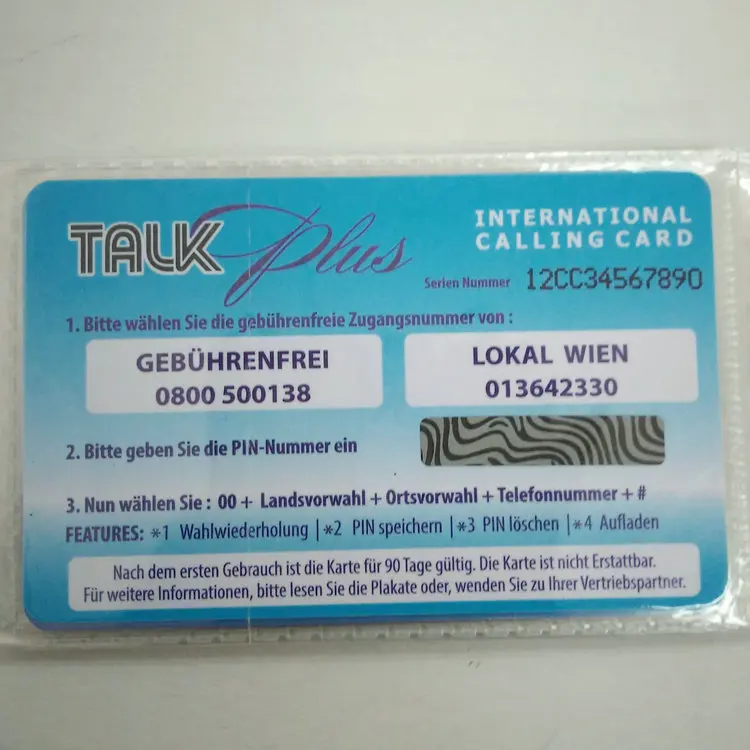 TALK Plus
INTERNATIONAL
CALLING CARD
Serien Nummer 12CC34567890
1. Bitte wählen Sie die gebührenfreie Zugangsnummer von :
GEBÜHRENFREI
0800 500138
LOKAL WIEN
013642330
2. Bitte geben Sie die PIN-Nummer ein
3. Nun wählen Sie : 00 + Landsvorwahl + Ortsvorwahl + Telefonnummer + #
FEATURES: *1 Wahlwiederholung | *2 PIN speichern | *3 PIN löschen | *4 Aufladen
Nach dem ersten Gebrauch ist die Karte für 90 Tage gültig. Die Karte ist nicht Erstattbar.
Für weitere Informationen, bitte lesen Sie die Plakate oder, wenden Sie zu Ihrer Vertriebspartner.